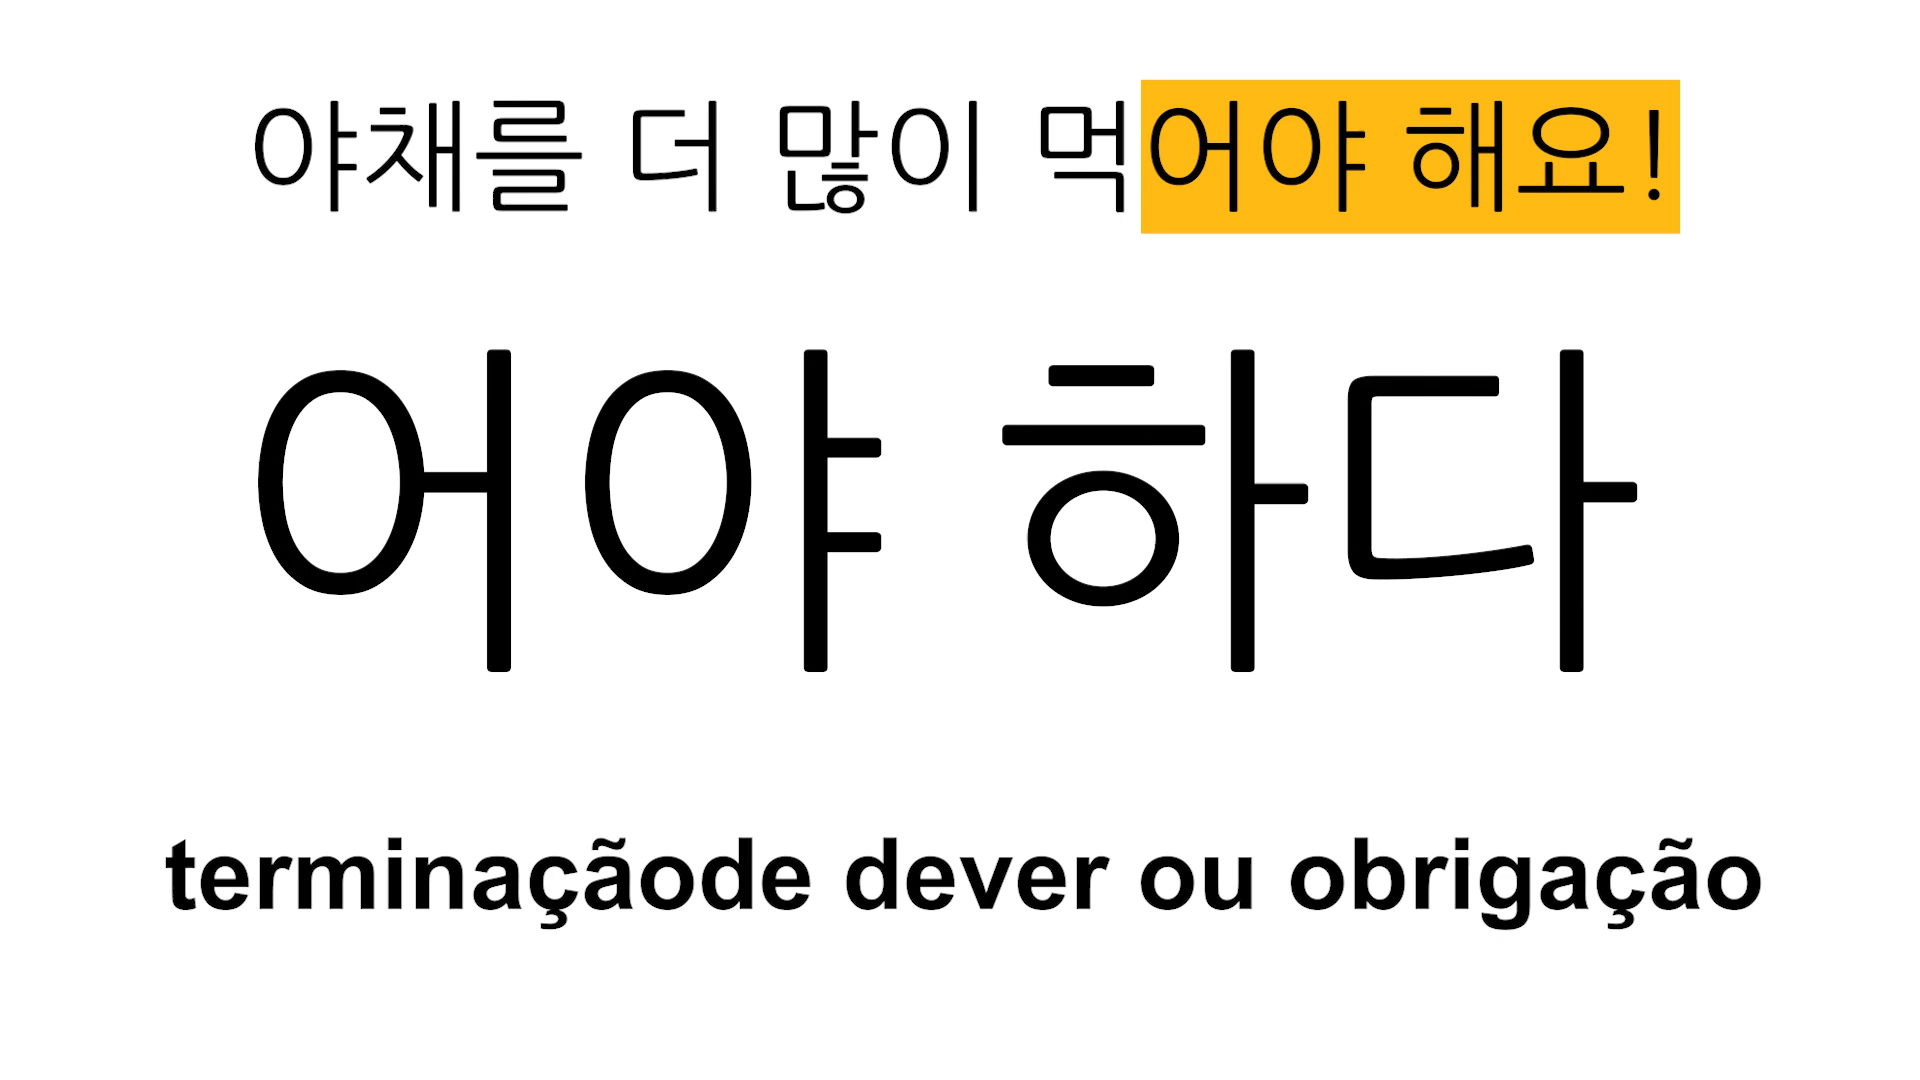 야채를 더 많이 먹어야 해요!
어야 하다
terminaçãode dever ou obrigação